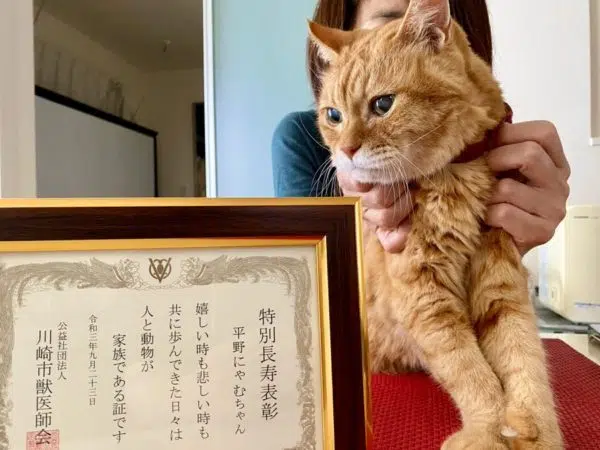 特別長寿表彰
平野にゃむちゃん
嬉しい時も悲しい時も
共に歩んできた日々は
人と動物が
家族である証です
令和三年九月二十三日
公益社団法人
川崎市獣医師会